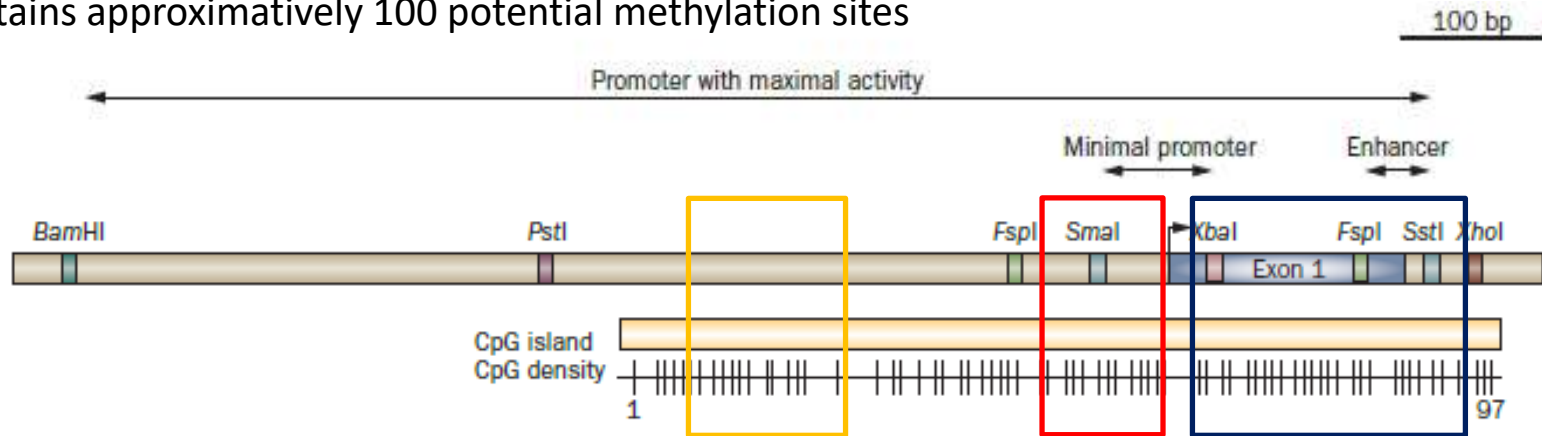 tains approximatively 100 potential methylation sites
100 bp
Promoter with maximal activity
Minimal promoter
Enhancer
BamHI
PstI
FspI
SmaI
XbaI
FspI
SstI
XhoI
Exon 1
CpG island
CpG density
1
97